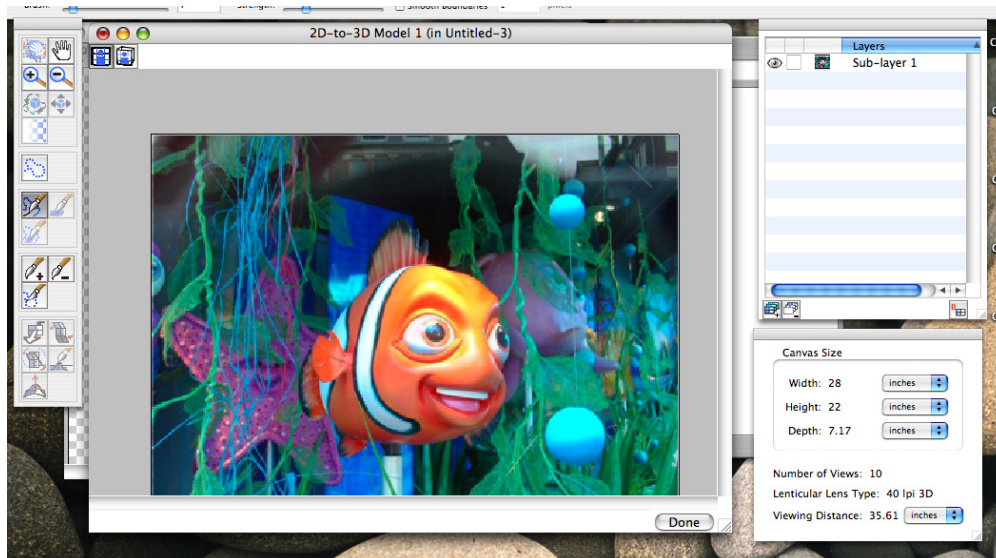 Brush:
Strength:
Smooth Boundaries
pixels
2D-to-3D Model 1 (in Untitled-3)
Layers
Sub-layer 1
Canvas Size
Width: 28 inches
Height: 22 inches
Depth: 7.17 inches
Number of Views: 10
Lenticular Lens Type: 40 lpi 3D
Viewing Distance: 35.61 inches
Done